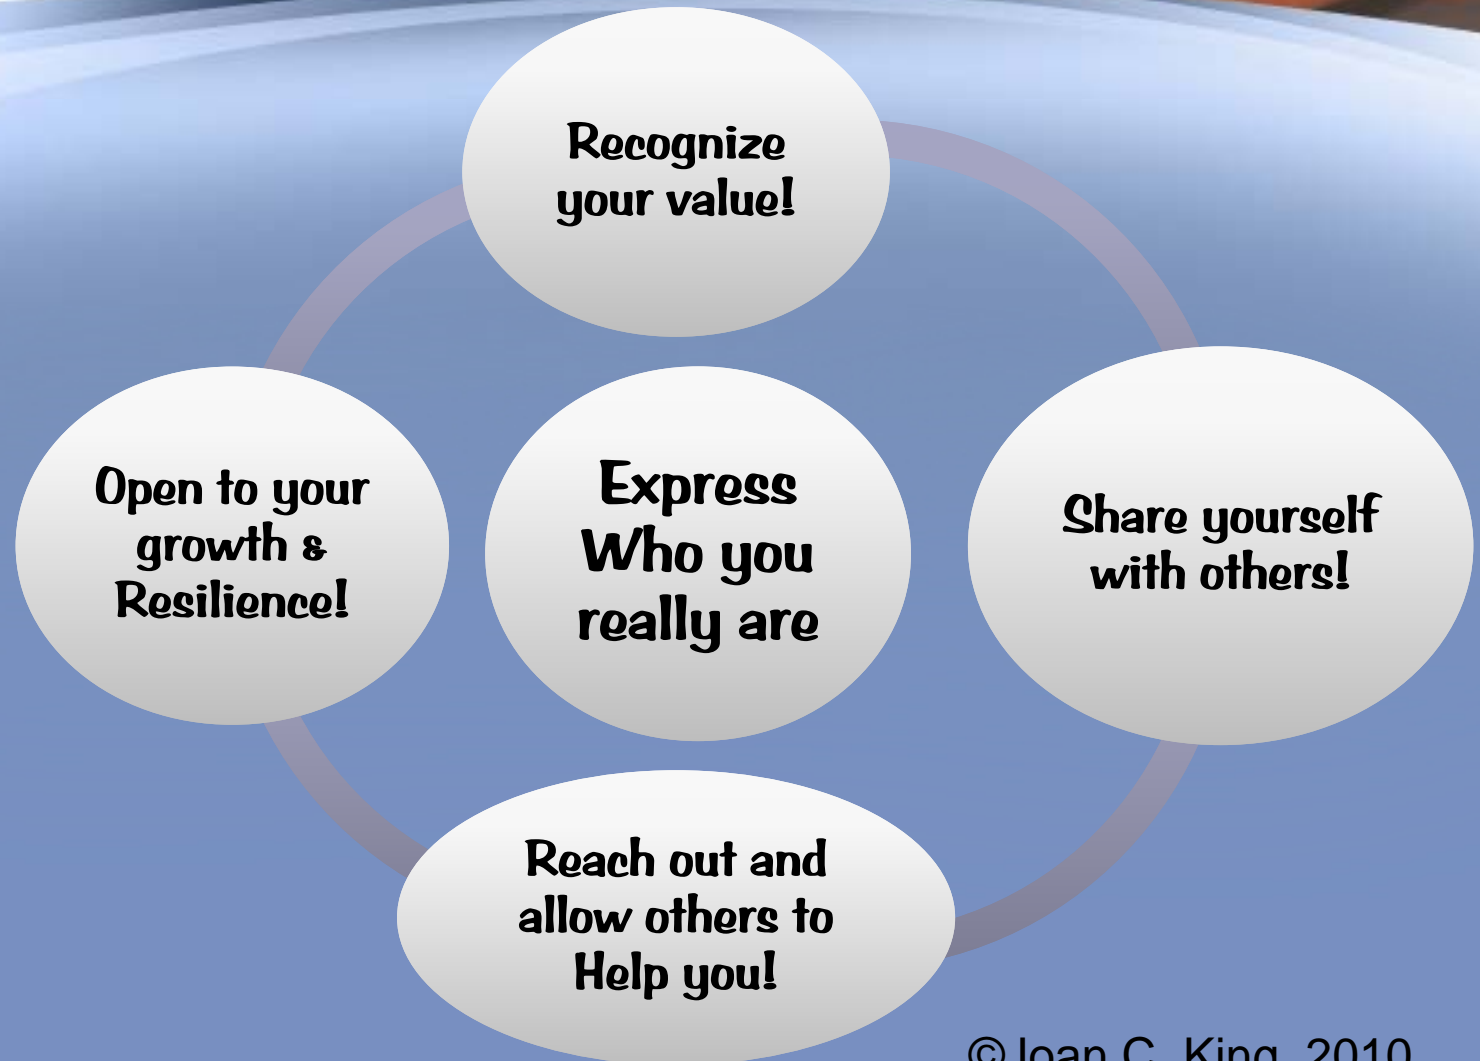 Recognize
your value!
Open to your
growth &
Resilience!
Express
Who you
really are
Share yourself
with others!
Reach out and
allow others to
Help you!
©Joan C. King, 2010